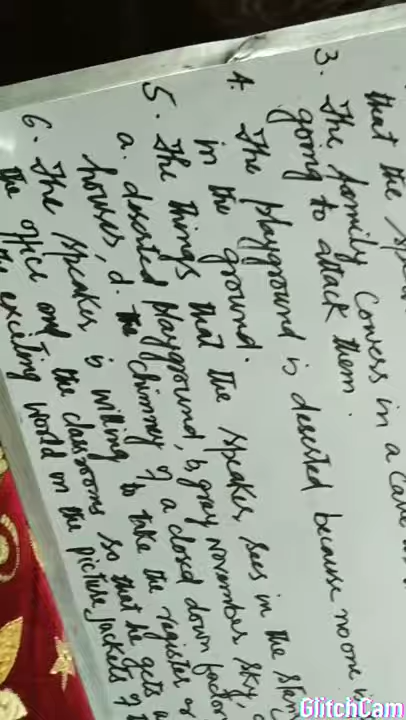 that the
3. The family Cowers in a Cave
going to attack them.
4. The playground is deserted because no one is
in the ground.
5. The things that the speaker sees in the
a. deserted playground, b. gray November sky,
houses, d. the chimney of a closed down
6. The speaker is willing to take the register
the office and the classrooms so that he gets
exciting world on the picture jackets of
GlitchCam